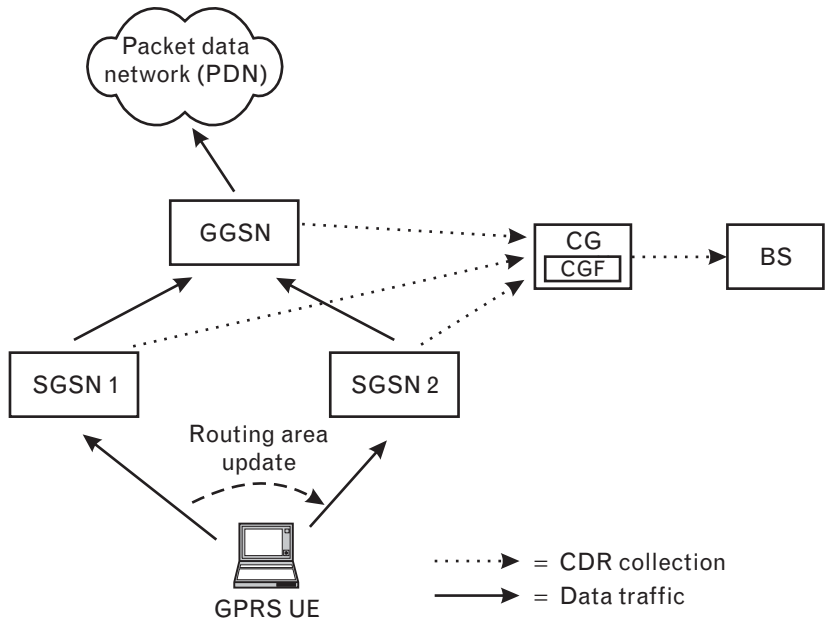 Packet data
network (PDN)
GGSN
CG
CGF
BS
SGSN 1
SGSN 2
Routing area
update
GPRS UE
= CDR collection
= Data traffic